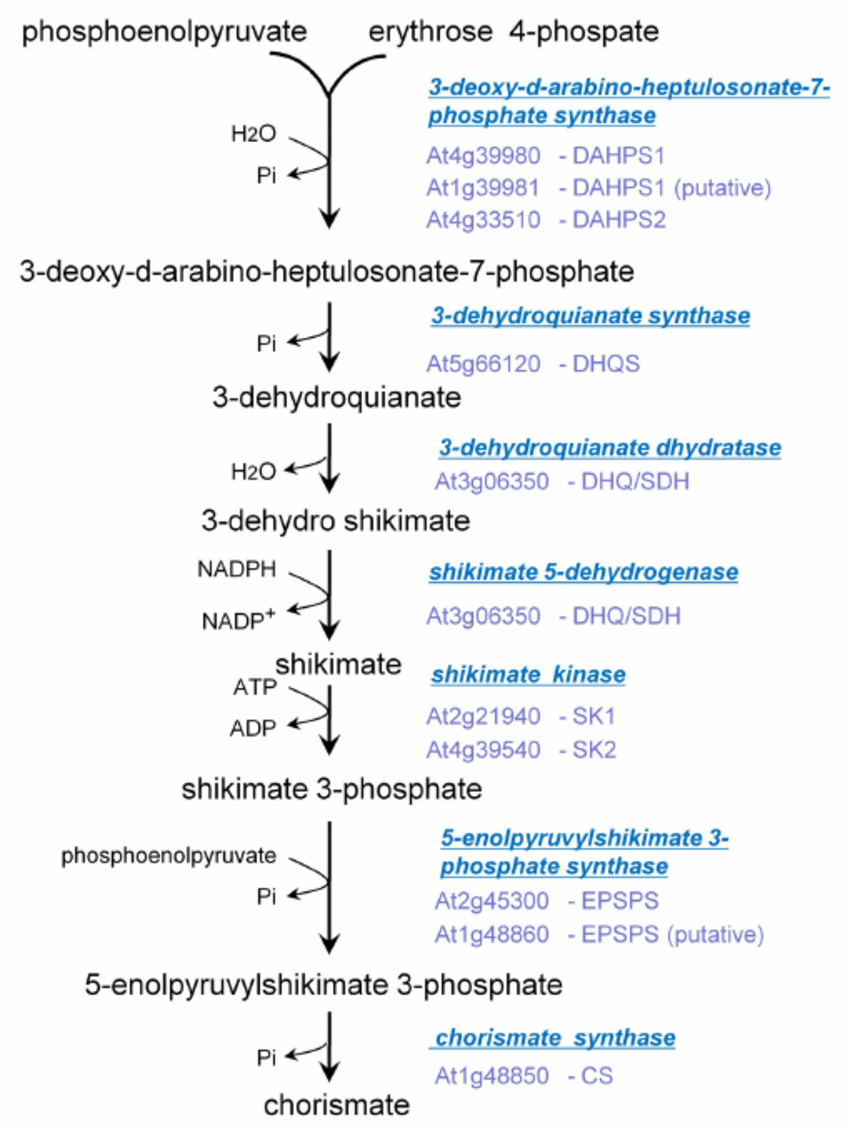 phosphoenolpyruvate erythrose 4-phospate
3-deoxy-d-arabino-heptulosonate-7-
phosphate synthase
H2O
Pi
At4g39980 - DAHPS1
At1g39981 - DAHPS1 (putative)
At4g33510 - DAHPS2
3-deoxy-d-arabino-heptulosonate-7-phosphate
3-dehydroquianate synthase
Pi
At5g66120 - DHQS
3-dehydroquianate
3-dehydroquianate dhydratase
H2O
At3g06350 - DHQ/SDH
3-dehydro shikimate
NADPH
NADP+
shikimate 5-dehydrogenase
At3g06350 - DHQ/SDH
shikimate
shikimate kinase
ATP
ADP
At2g21940 - SK1
At4g39540 - SK2
shikimate 3-phosphate
5-enolpyruvylshikimate 3-
phosphate synthase
phosphoenolpyruvate
Pi
At2g45300 - EPSPS
At1g48860 - EPSPS (putative)
5-enolpyruvylshikimate 3-phosphate
chorismate synthase
Pi
At1g48850 - CS
chorismate